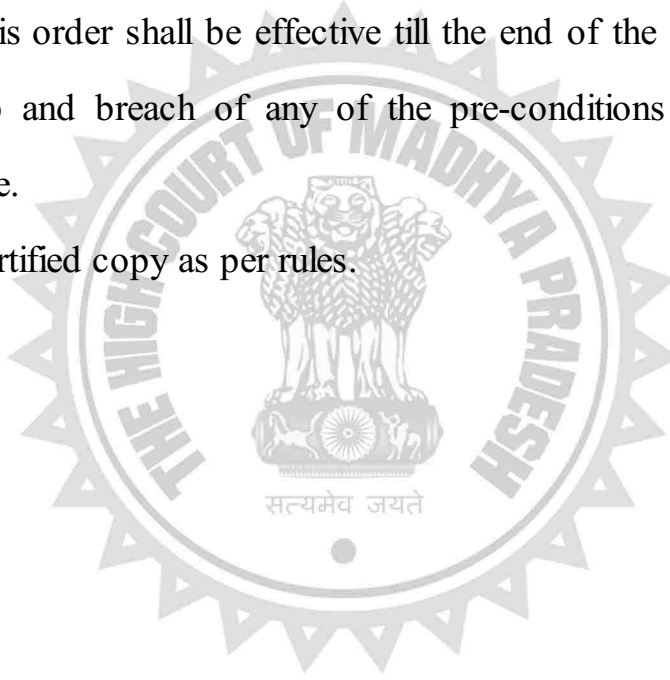 is order shall be effective till the end of the
and breach of any of the pre-conditions
e.
rtified copy as per rules.
THE HIGH COURT OF MADHYA PRADESH
सत्यमेव जयते